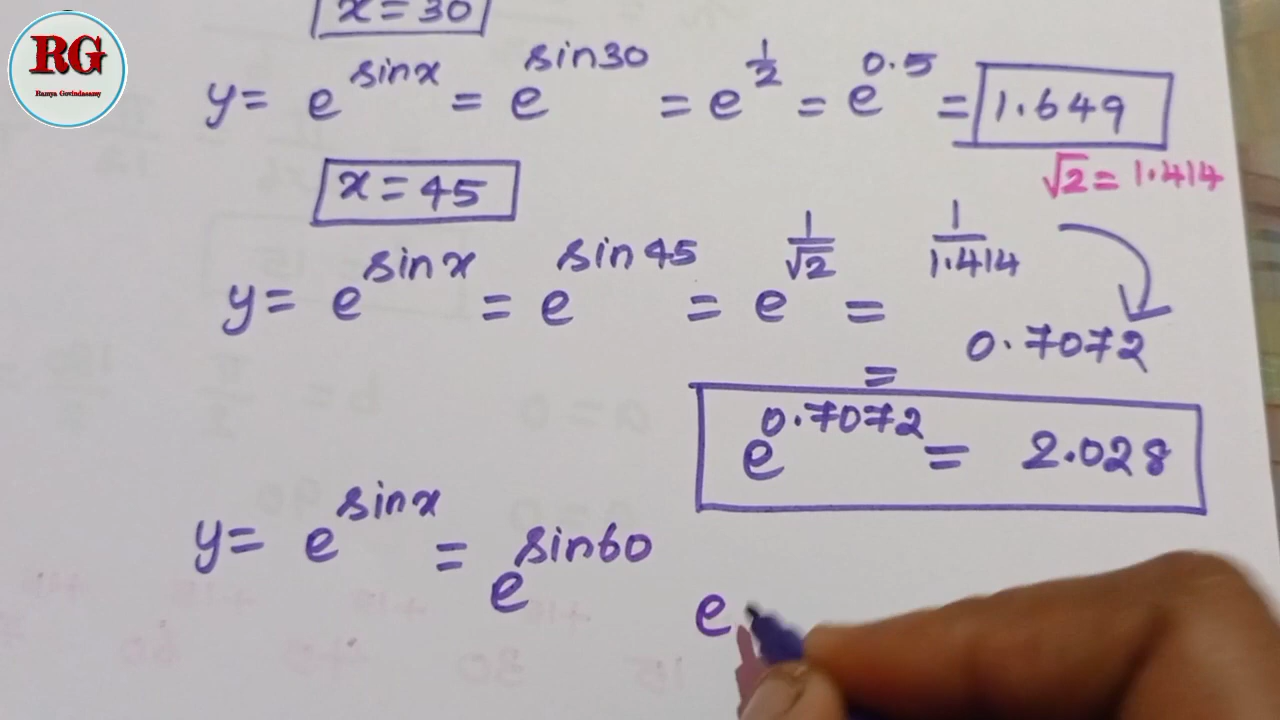 RG
Ramya Govindasamy
x = 30
y = e^sinx = e^sin30 = e^1/2 = e^0.5 = 1.649
√2 = 1.414
x = 45
y = e^sinx = e^sin45 = e^1/√2 = 1/1.414
= 0.7072
e^0.7072 = 2.028
y = e^sinx = e^sin60 e